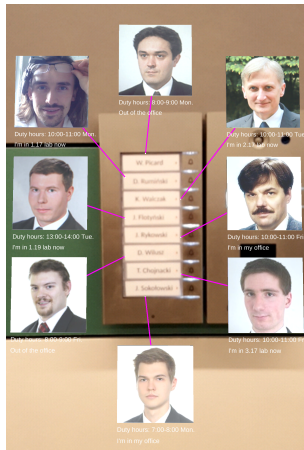 Duty hours: 8:00-9:00 Mon.
Out of the office
Duty hours: 10:00-11:00 Mon.
I'm in 1.17 lab now
Duty hours: 10:00-11:00 Tue
I'm in 2.17 lab now
W. Picard
D. Rumiński
K. Walczak
J. Flotyński
J. Rykowski
D. Wilusz
T. Chojnacki
J. Sokołowski
Duty hours: 13:00-14:00 Tue.
I'm in 1.19 lab now
Duty hours: 10:00-11:00 Fri
I'm in my office
Duty hours: 8:00-9:00 Fri.
Out of the office
Duty hours: 10:00-11:00 Fri
I'm in 3.17 lab now
Duty hours: 7:00-8:00 Mon.
I'm in my office